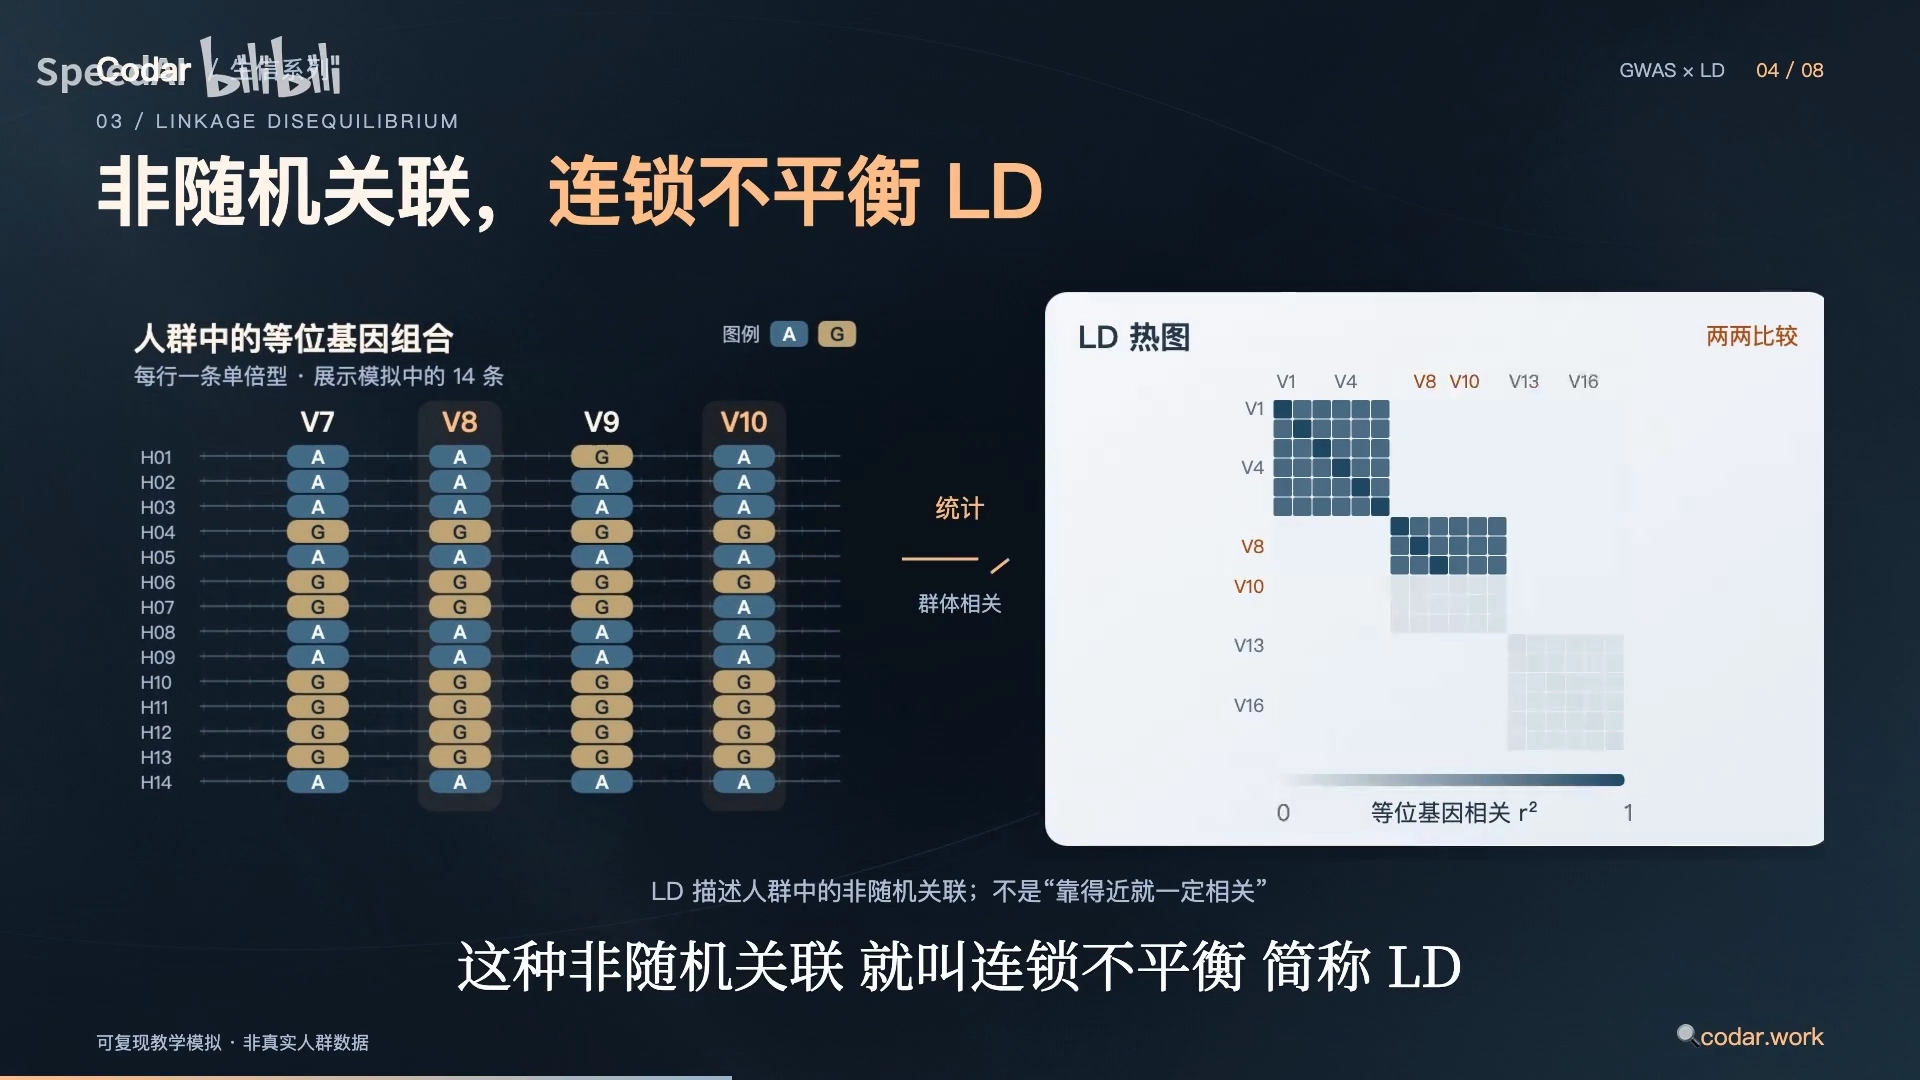 SpeedAI bilibili
Codar / 生信系列
GWAS × LD 04 / 08
03 / LINKAGE DISEQUILIBRIUM
非随机关联，连锁不平衡 LD
人群中的等位基因组合
图例 A G
每行一条单倍型 · 展示模拟中的 14 条
V7 V8 V9 V10
H01 A A G A
H02 A A A A
H03 A A A A
H04 G G G G
H05 A A A A
H06 G G G G
H07 G G G A
H08 A A A A
H09 A A A A
H10 G G G G
H11 G G G G
H12 G G G G
H13 G G G G
H14 A A A A
统计
群体相关
LD 热图
两两比较
V1 V4 V8 V10 V13 V16
V1
V4
V8
V10
V13
V16
0 等位基因相关 r² 1
LD 描述人群中的非随机关联；不是“靠得近就一定相关”
这种非随机关联 就叫连锁不平衡 简称 LD
可复现教学模拟 · 非真实人群数据
codar.work